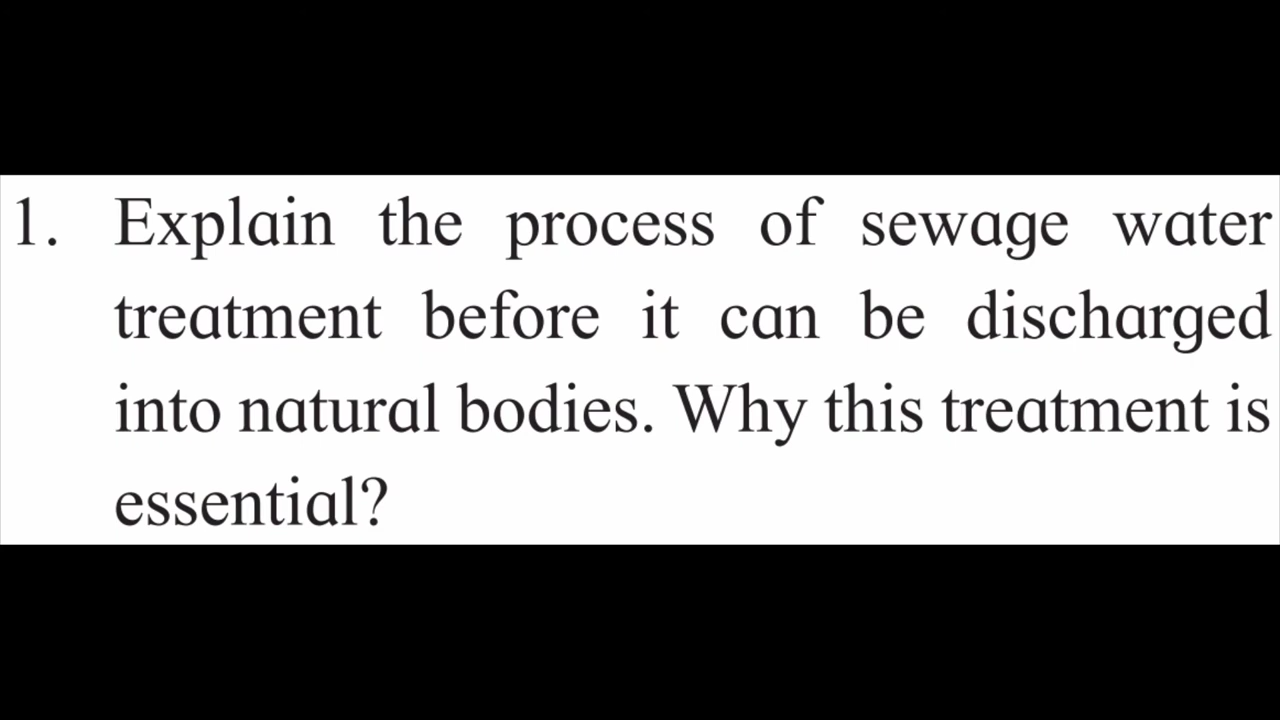 1. Explain the process of sewage water
treatment before it can be discharged
into natural bodies. Why this treatment is
essential?